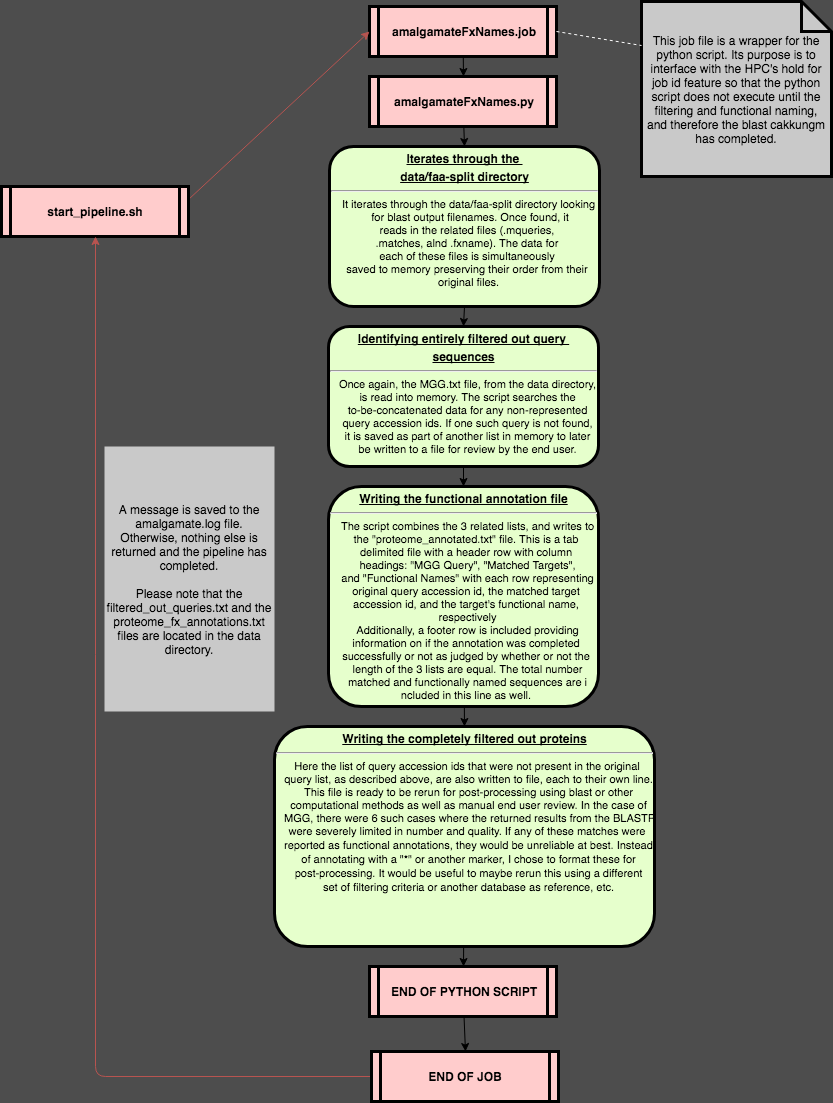 amalgamateFxNames.job
This job file is a wrapper for the
python script. Its purpose is to
interface with the HPC's hold for
job id feature so that the python
script does not execute until the
filtering and functional naming,
and therefore the blast cakkungm
has completed.
amalgamateFxNames.py
start_pipeline.sh
Iterates through the
data/faa-split directory
It iterates through the data/faa-split directory looking
for blast output filenames. Once found, it
reads in the related files (.mqueries,
.matches, alnd .fxname). The data for
each of these files is simultaneously
saved to memory preserving their order from their
original files.
Identifying entirely filtered out query
sequences
Once again, the MGG.txt file, from the data directory,
is read into memory. The script searches the
to-be-concatenated data for any non-represented
query accession ids. If one such query is not found,
it is saved as part of another list in memory to later
be written to a file for review by the end user.
A message is saved to the
amalgamate.log file.
Otherwise, nothing else is
returned and the pipeline has
completed.
Please note that the
filtered_out_queries.txt and the
proteome_fx_annotations.txt
files are located in the data
directory.
Writing the functional annotation file
The script combines the 3 related lists, and writes to
the "proteome_annotated.txt" file. This is a tab
delimited file with a header row with column
headings: "MGG Query", "Matched Targets",
and "Functional Names" with each row representing
original query accession id, the matched target
accession id, and the target's functional name,
respectively
Additionally, a footer row is included providing
information on if the annotation was completed
successfully or not as judged by whether or not the
length of the 3 lists are equal. The total number
matched and functionally named sequences are i
ncluded in this line as well.
Writing the completely filtered out proteins
Here the list of query accession ids that were not present in the original
query list, as described above, are also written to file, each to their own line.
This file is ready to be rerun for post-processing using blast or other
computational methods as well as manual end user review. In the case of
MGG, there were 6 such cases where the returned results from the BLASTP
were severely limited in number and quality. If any of these matches were
reported as functional annotations, they would be unreliable at best. Instead
of annotating with a "*" or another marker, I chose to format these for
post-processing. It would be useful to maybe rerun this using a different
set of filtering criteria or another database as reference, etc.
END OF PYTHON SCRIPT
END OF JOB